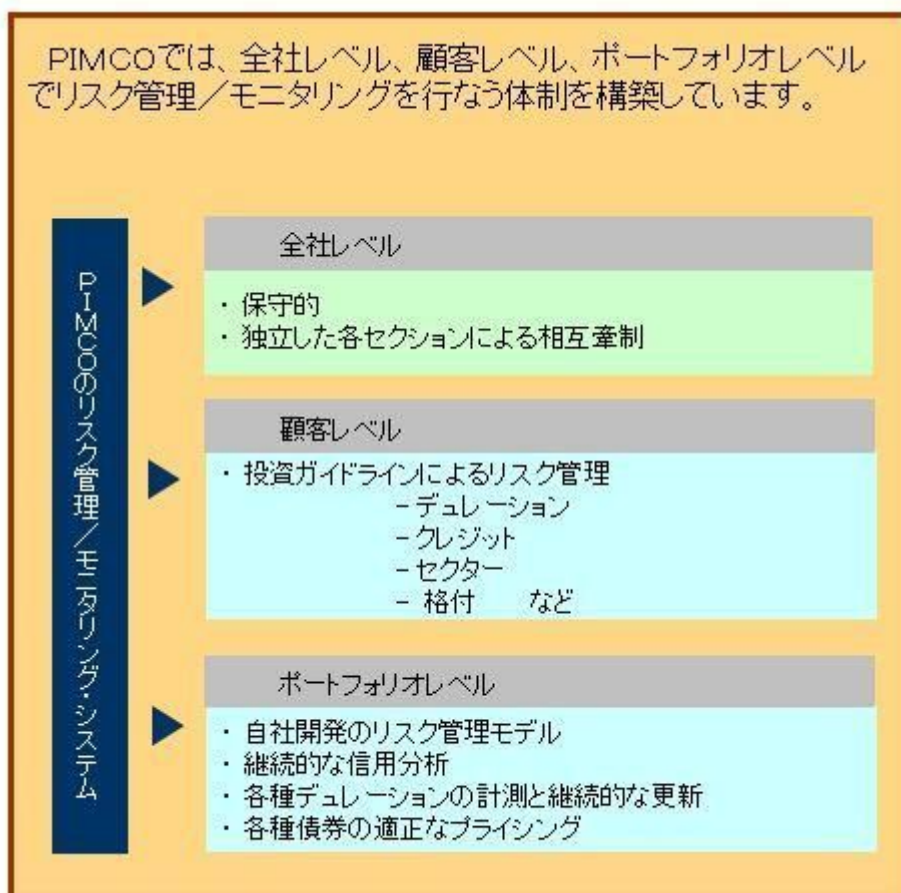 PIMCOでは、全社レベル、顧客レベル、ポートフォリオレベル
でリスク管理／モニタリングを行なう体制を構築しています。
PIMCOのリスク管理／モニタリング・システム
全社レベル
・ 保守的
・ 独立した各セクションによる相互牽制
顧客レベル
・ 投資ガイドラインによるリスク管理
－デュレーション
－クレジット
－セクター
－ 格付　　など
ポートフォリオレベル
・ 自社開発のリスク管理モデル
・ 継続的な信用分析
・ 各種デュレーションの計測と継続的な更新
・ 各種債券の適正なプライシング